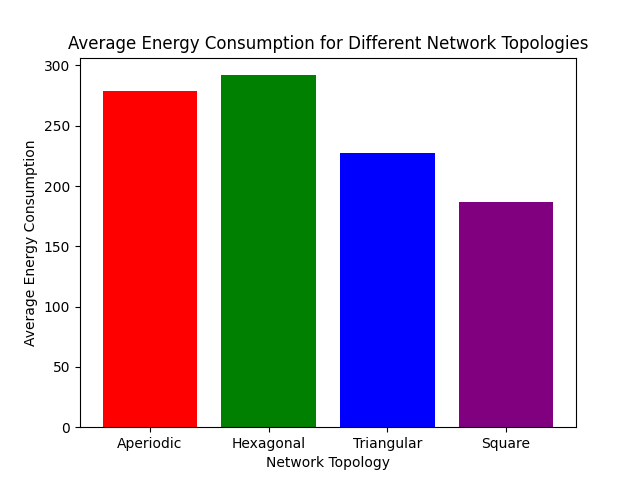 Average Energy Consumption for Different Network Topologies
300
250
200
150
100
50
0
Average Energy Consumption
Aperiodic
Hexagonal
Triangular
Square
Network Topology